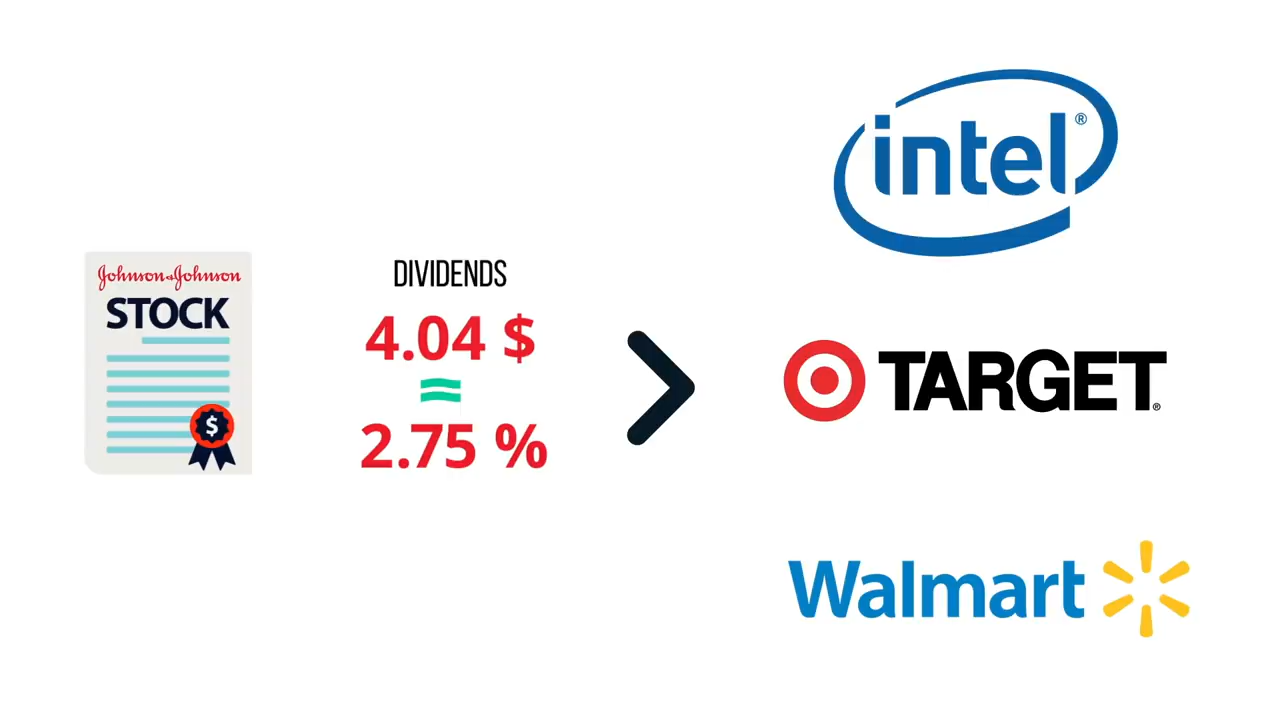 Johnson&Johnson
STOCK
$
DIVIDENDS
4.04 $
=
2.75 %
intel®
TARGET®
Walmart